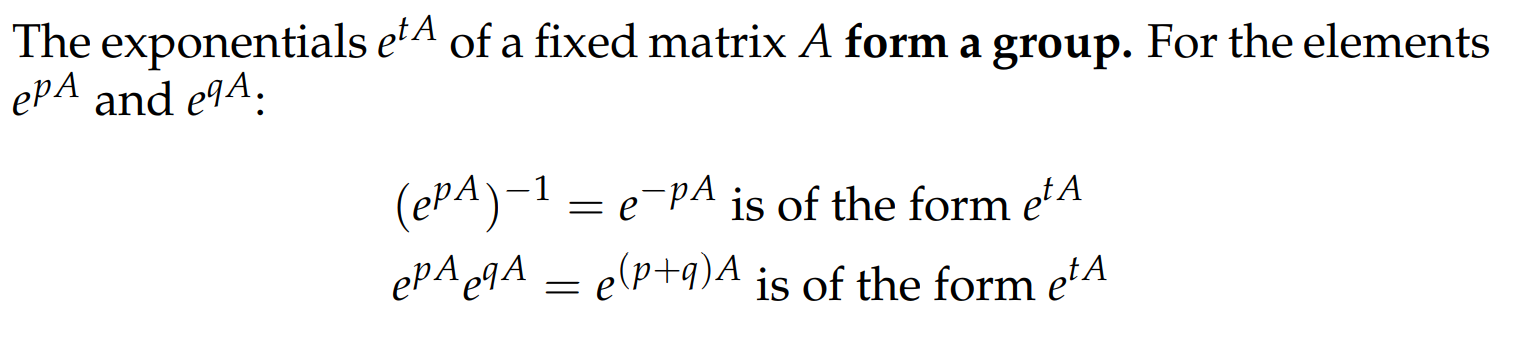 The exponentials $e^{tA}$ of a fixed matrix $A$ form a group. For the elements
$e^{pA}$ and $e^{qA}$:
$(e^{pA})^{-1} = e^{-pA}$ is of the form $e^{tA}$
$e^{pA}e^{qA} = e^{(p+q)A}$ is of the form $e^{tA}$